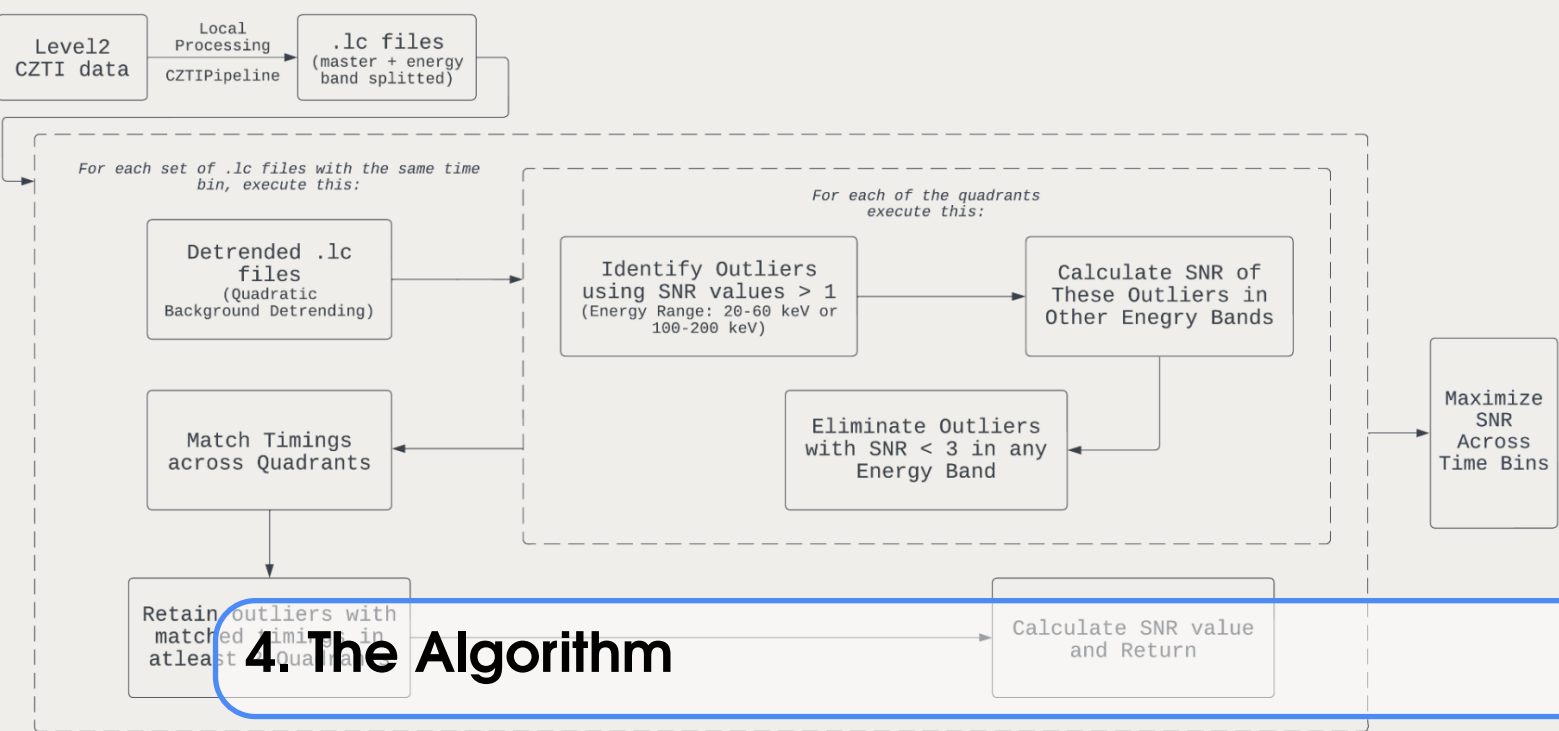 Level2
CZTI data
Local
Processing
CZTIPipeline
.lc files
(master + energy
band splitted)
For each set of .lc files with the same time
bin, execute this:
For each of the quadrants
execute this:
Detrended .lc
files
(Quadratic
Background Detrending)
Identify Outliers
using SNR values > 1
(Energy Range: 20-60 keV or
100-200 keV)
Calculate SNR of
These Outliers in
Other Enegry Bands
Eliminate Outliers
with SNR < 3 in any
Energy Band
Match Timings
across Quadrants
Maximize
SNR
Across
Time Bins
Retain outliers with
matched timings in
atleast Quadrants
Calculate SNR value
and Return
4. The Algorithm